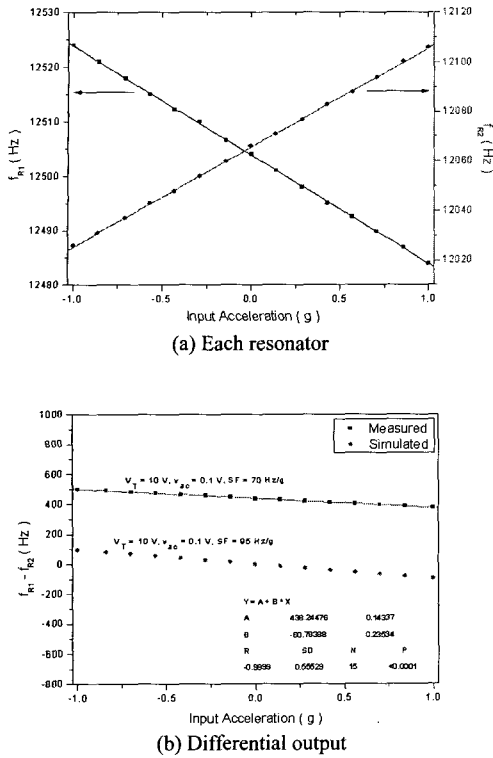 12530
12520
12510
12500
12490
12480
f_R1 (Hz)
12120
12100
12080
12060
12040
12020
f_R2 (Hz)
-1.0 -0.5 0.0 0.5 1.0
Input Acceleration ( g )
(a) Each resonator
1000
800
600
400
200
0
-200
-400
-600
-800
f_R1 - f_R2 (Hz)
Measured
Simulated
V_T = 10 V, v_ac = 0.1 V, SF = 70 Hz/g
V_T = 10 V, v_ac = 0.1 V, SF = 95 Hz/g
Y = A + B * X
A 438.24476 0.14337
B -60.78388 0.23534
R SD N P
-0.9899 0.55529 15 <0.0001
-1.0 -0.5 0.0 0.5 1.0
Input Acceleration ( g )
(b) Differential output